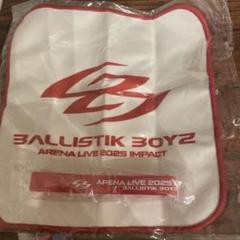 BALLISTIK BOYZ
ARENA LIVE 2025 IMPACT
ARENA LIVE 2025
BALLISTIK BOYZ